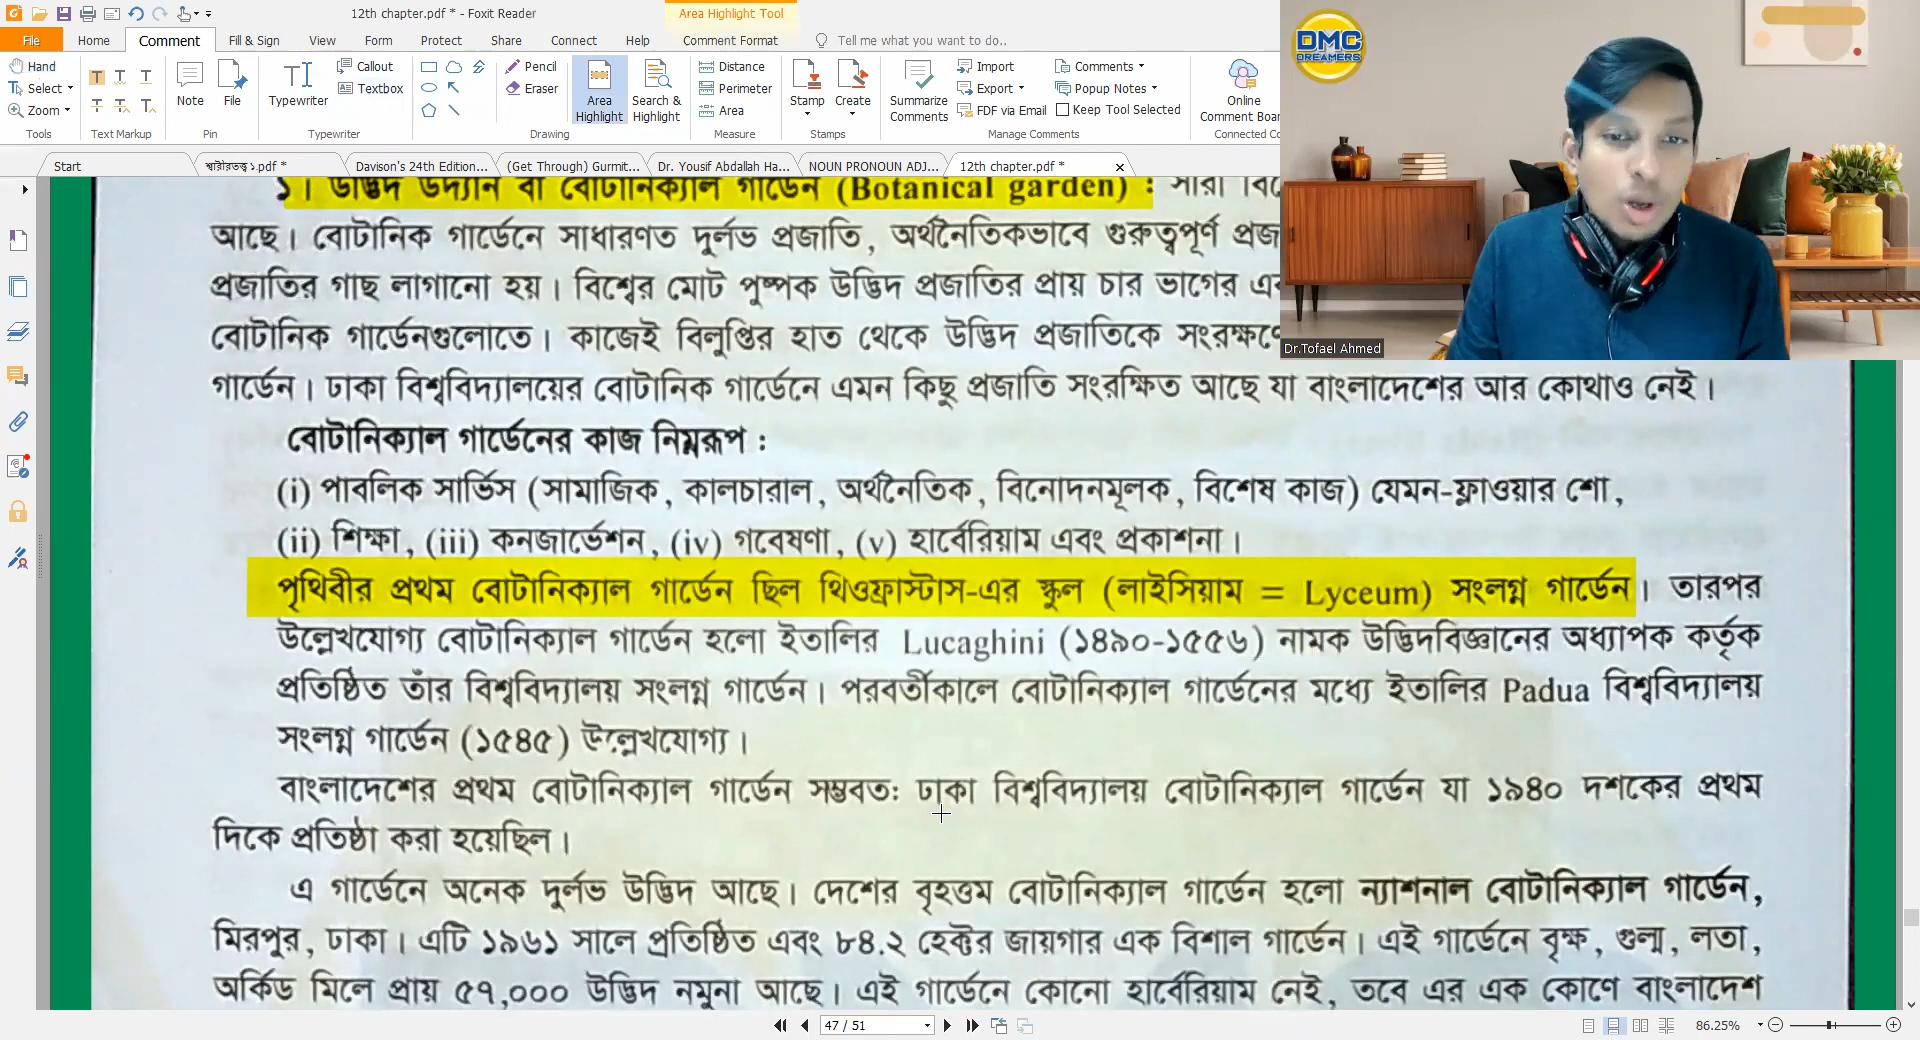 12th chapter.pdf * - Foxit Reader
Area Highlight Tool
File Home Comment Fill & Sign View Form Protect Share Connect Help Comment Format Tell me what you want to do..
Hand
Select
Zoom
Tools
Text Markup
Note
File
Pin
Typewriter
Callout
Textbox
Typewriter
Pencil
Eraser
Area Highlight
Search & Highlight
Drawing
Distance
Perimeter
Area
Measure
Stamp
Create
Stamps
Summarize Comments
Import
Export
FDF via Email
Comments
Popup Notes
Keep Tool Selected
Manage Comments
Online Comment Boar
Connected Co
DMC
DREAMERS
Dr.Tofael Ahmed
Start
শারীরতত্ত্ব ১.pdf *
Davison's 24th Edition...
(Get Through) Gurmit...
Dr. Yousif Abdallah Ha...
NOUN PRONOUN ADJ...
12th chapter.pdf *
১। উদ্ভিদ উদ্যান বা বোটানিক্যাল গার্ডেন (Botanical garden) : সারা
আছে। বোটানিক গার্ডেনে সাধারণত দুর্লভ প্রজাতি, অর্থনৈতিকভাবে গুরুত্বপূর্ণ
প্রজাতির গাছ লাগানো হয়। বিশ্বের মোট পুষ্পক উদ্ভিদ প্রজাতির প্রায় চার ভাগের
বোটানিক গার্ডেনগুলোতে। কাজেই বিলুপ্তির হাত থেকে উদ্ভিদ প্রজাতিকে
গার্ডেন। ঢাকা বিশ্ববিদ্যালয়ের বোটানিক গার্ডেনে এমন কিছু প্রজাতি সংরক্ষিত আছে যা বাংলাদেশের আর কোথাও নেই।
বোটানিক্যাল গার্ডেনের কাজ নিম্নরূপ :
(i) পাবলিক সার্ভিস (সামাজিক, কালচারাল, অর্থনৈতিক, বিনোদনমূলক, বিশেষ কাজ) যেমন-ফ্লাওয়ার শো,
(ii) শিক্ষা, (iii) কনজার্ভেশন, (iv) গবেষণা, (v) হার্বেরিয়াম এবং প্রকাশনা।
পৃথিবীর প্রথম বোটানিক্যাল গার্ডেন ছিল থিওফ্রাস্টাস-এর স্কুল (লাইসিয়াম = Lyceum) সংলগ্ন গার্ডেন। তারপর
উল্লেখযোগ্য বোটানিক্যাল গার্ডেন হলো ইতালির Lucaghini (১৪৯০-১৫৫৬) নামক উদ্ভিদবিজ্ঞানের অধ্যাপক কর্তৃক
প্রতিষ্ঠিত তাঁর বিশ্ববিদ্যালয় সংলগ্ন গার্ডেন। পরবর্তীকালে বোটানিক্যাল গার্ডেনের মধ্যে ইতালির Padua বিশ্ববিদ্যালয়
সংলগ্ন গার্ডেন (১৫৪৫) উল্লেখযোগ্য।
বাংলাদেশের প্রথম বোটানিক্যাল গার্ডেন সম্ভবত: ঢাকা বিশ্ববিদ্যালয় বোটানিক্যাল গার্ডেন যা ১৯৪০ দশকের প্রথম
দিকে প্রতিষ্ঠা করা হয়েছিল।
এ গার্ডেনে অনেক দুর্লভ উদ্ভিদ আছে। দেশের বৃহত্তম বোটানিক্যাল গার্ডেন হলো ন্যাশনাল বোটানিক্যাল গার্ডেন,
মিরপুর, ঢাকা। এটি ১৯৬১ সালে প্রতিষ্ঠিত এবং ৮৪.২ হেক্টর জায়গার এক বিশাল গার্ডেন। এই গার্ডেনে বৃক্ষ, গুল্ম, লতা,
অর্কিড মিলে প্রায় ৫৭,০০০ উদ্ভিদ নমুনা আছে। এই গার্ডেনে কোনো হার্বেরিয়াম নেই, তবে এর এক কোণে বাংলাদেশ
47 / 51
86.25%